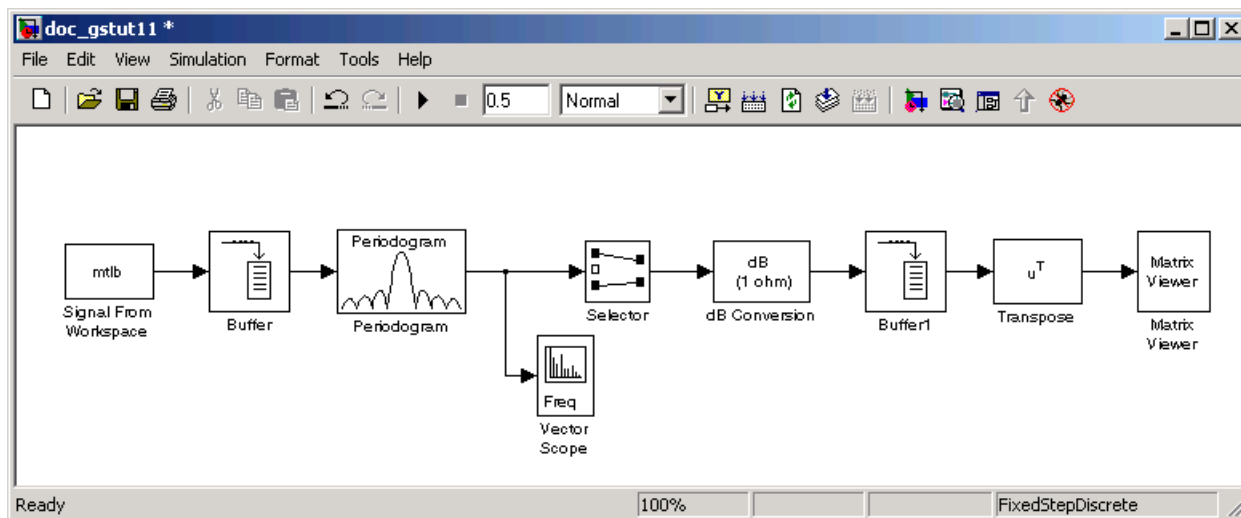 doc_gstut11 *
File Edit View Simulation Format Tools Help
0.5 Normal
mtlb
Signal From
Workspace
Buffer
Periodogram
Periodogram
Freq
Vector
Scope
Selector
dB
(1 ohm)
dB Conversion
Buffer1
uT
Transpose
Matrix
Viewer
Matrix
Viewer
Ready 100% FixedStepDiscrete